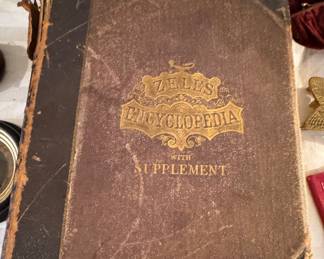 ZELL'S
ENCYCLOPEDIA
WITH
SUPPLEMENT